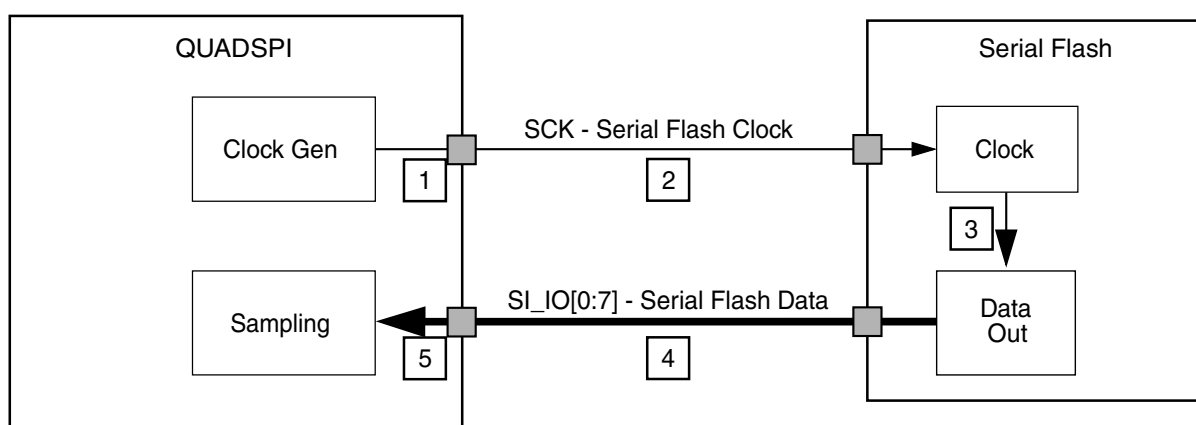 QUADSPI
Serial Flash
Clock Gen
SCK - Serial Flash Clock
Clock
1
2
3
Sampling
SI_IO[0:7] - Serial Flash Data
Data
Out
5
4